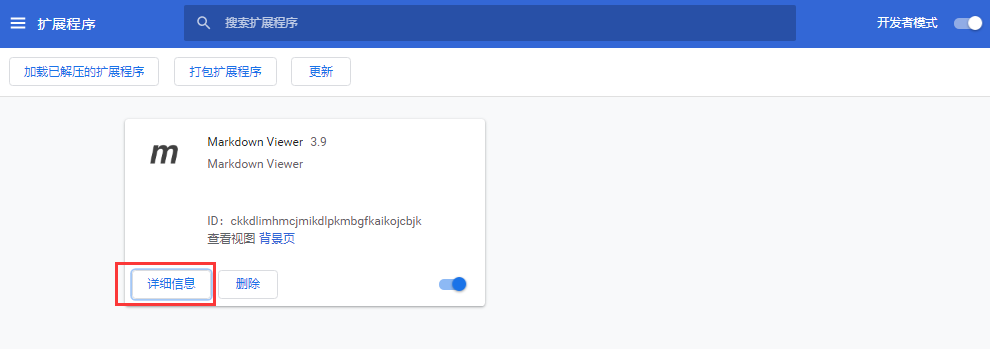 扩展程序
搜索扩展程序
开发者模式
加载已解压的扩展程序
打包扩展程序
更新
m
Markdown Viewer 3.9
Markdown Viewer
ID：ckkdlimhmcjmikdlpkmbgfkaikojcbjk
查看视图 背景页
详细信息
删除